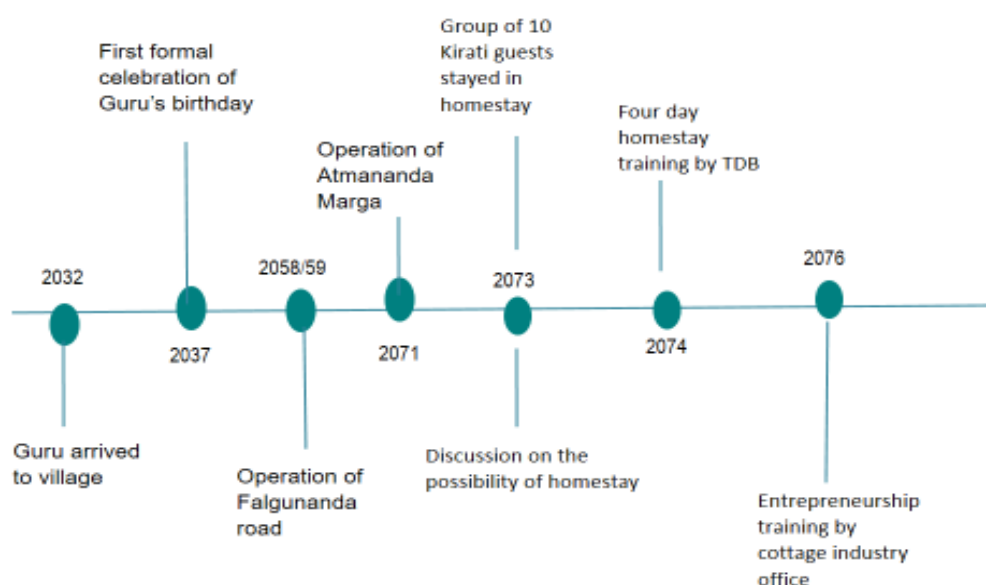 First formal
celebration of
Guru's birthday
Group of 10
Kirati guests
stayed in
homestay
Operation of
Atmananda
Marga
Four day
homestay
training by TDB
2032
2058/59
2073
2076
2037
2071
2074
Guru arrived
to village
Operation of
Falgunanda
road
Discussion on the
possibility of homestay
Entrepreneurship
training by
cottage industry
office